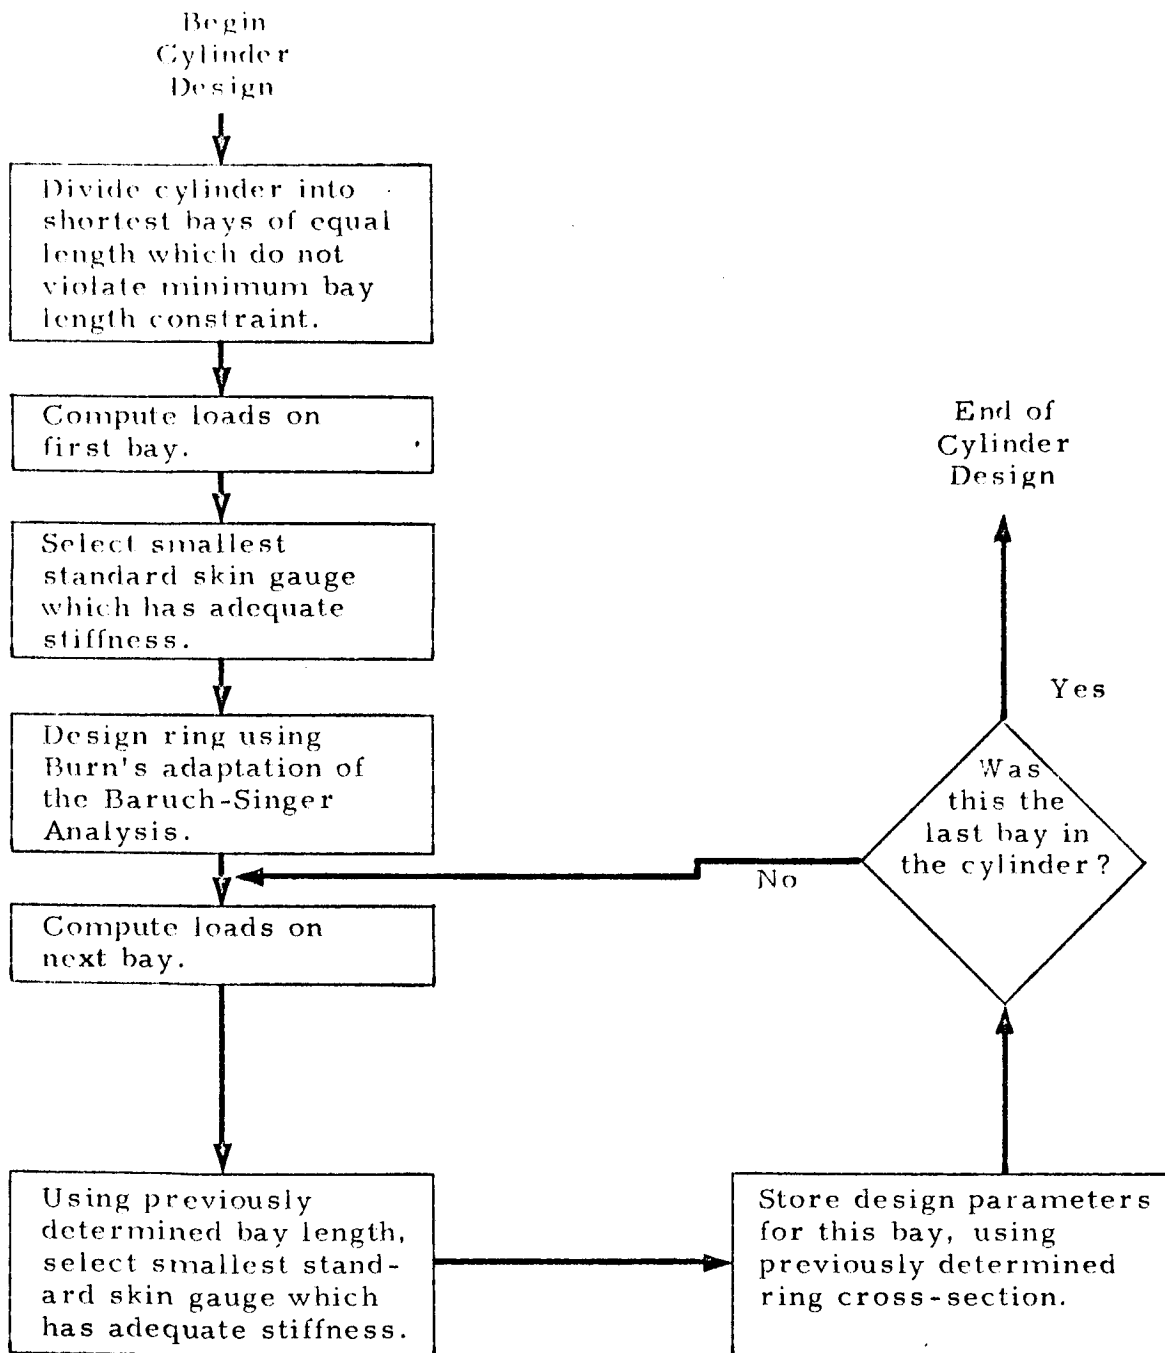 Begin
Cylinder
Design
Divide cylinder into
shortest bays of equal
length which do not
violate minimum bay
length constraint.
Compute loads on
first bay.
Select smallest
standard skin gauge
which has adequate
stiffness.
Design ring using
Burn's adaptation of
the Baruch-Singer
Analysis.
Compute loads on
next bay.
Using previously
determined bay length,
select smallest stand-
ard skin gauge which
has adequate stiffness.
Store design parameters
for this bay, using
previously determined
ring cross-section.
Was
this the
last bay in
the cylinder?
No
Yes
End of
Cylinder
Design